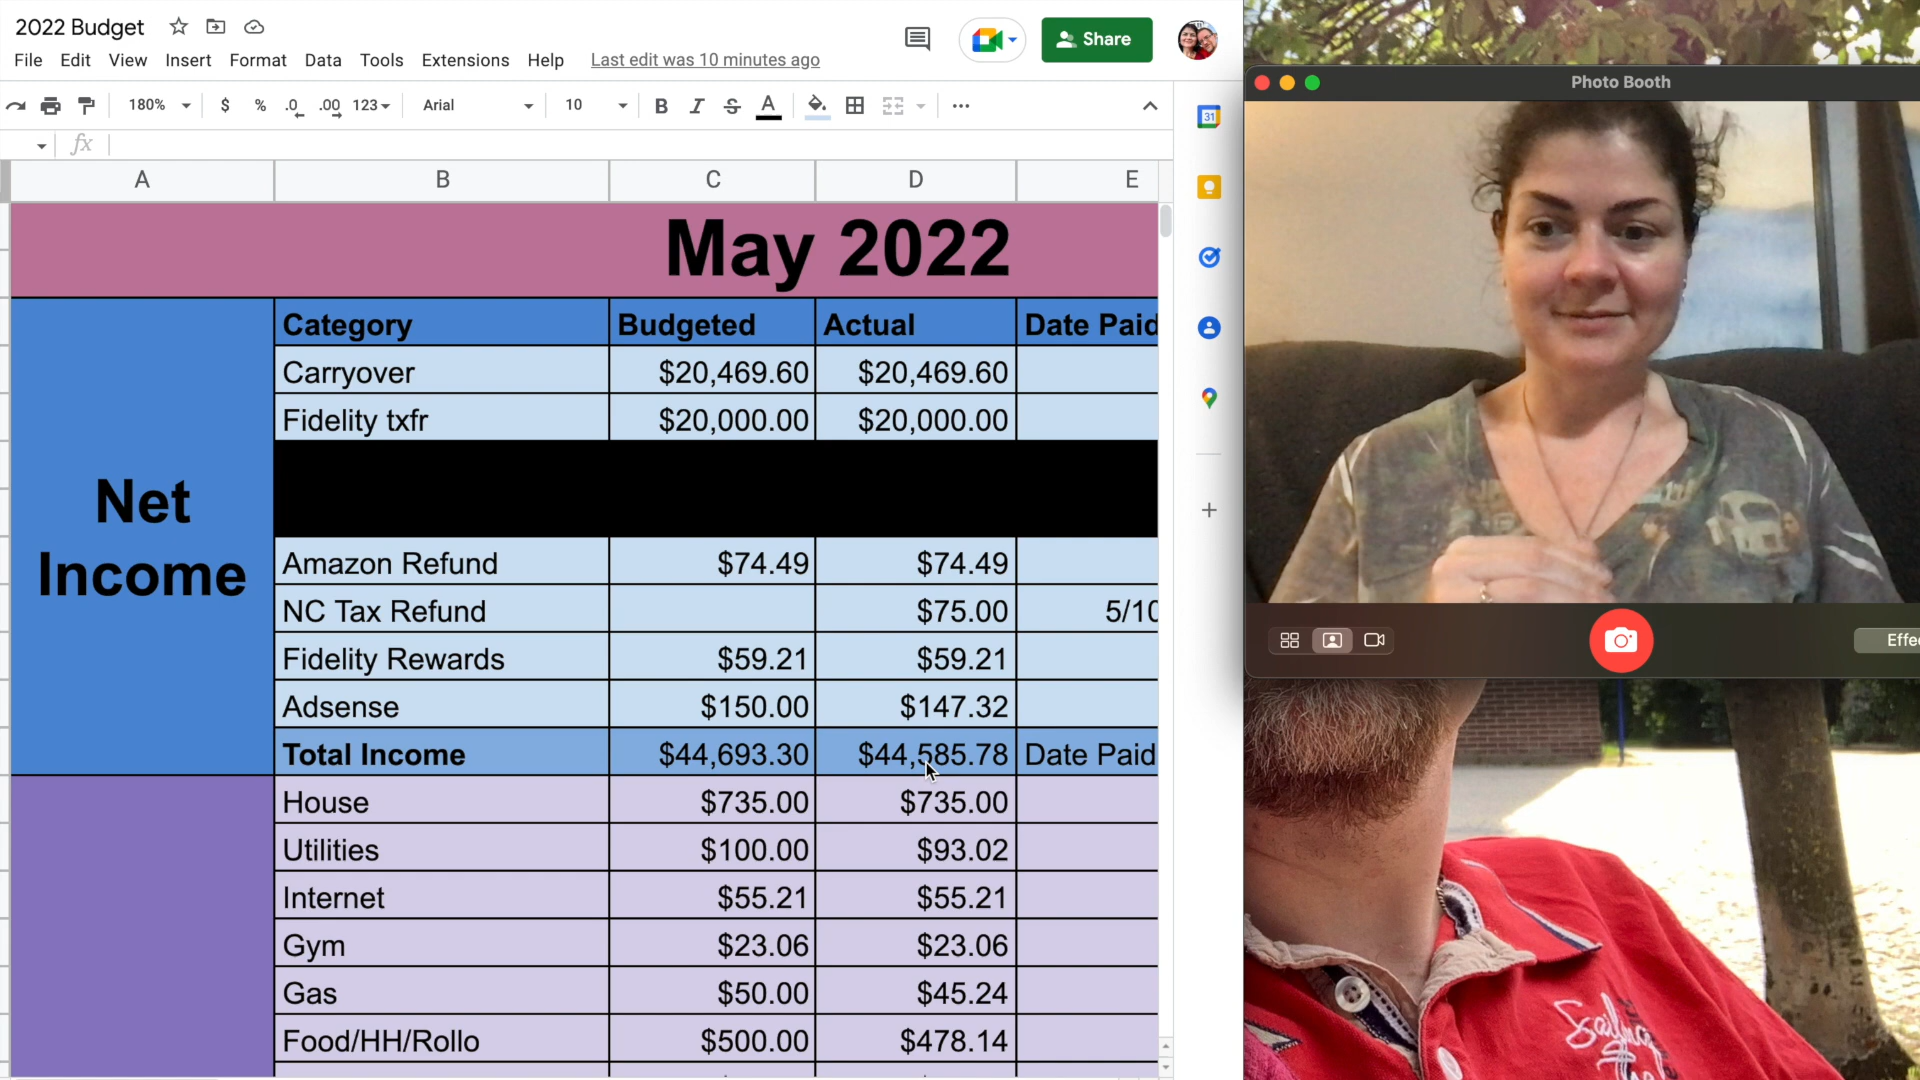 2022 Budget
File Edit View Insert Format Data Tools Extensions Help Last edit was 10 minutes ago
Share
180% $ % .0 .00 123 Arial 10 B I S A
fx
31
A B C D E
May 2022
Net Income
Category Budgeted Actual Date Paid
Carryover $20,469.60 $20,469.60
Fidelity txfr $20,000.00 $20,000.00
Amazon Refund $74.49 $74.49
NC Tax Refund $75.00 5/10
Fidelity Rewards $59.21 $59.21
Adsense $150.00 $147.32
Total Income $44,693.30 $44,585.78 Date Paid
House $735.00 $735.00
Utilities $100.00 $93.02
Internet $55.21 $55.21
Gym $23.06 $23.06
Gas $50.00 $45.24
Food/HH/Rollo $500.00 $478.14
Photo Booth
Effe